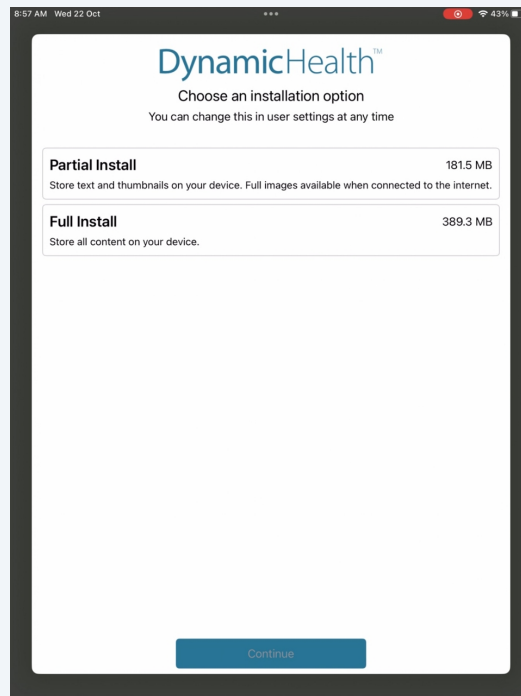 8:57 AM Wed 22 Oct
43%
DynamicHealth™
Choose an installation option
You can change this in user settings at any time
Partial Install
181.5 MB
Store text and thumbnails on your device. Full images available when connected to the internet.
Full Install
389.3 MB
Store all content on your device.
Continue